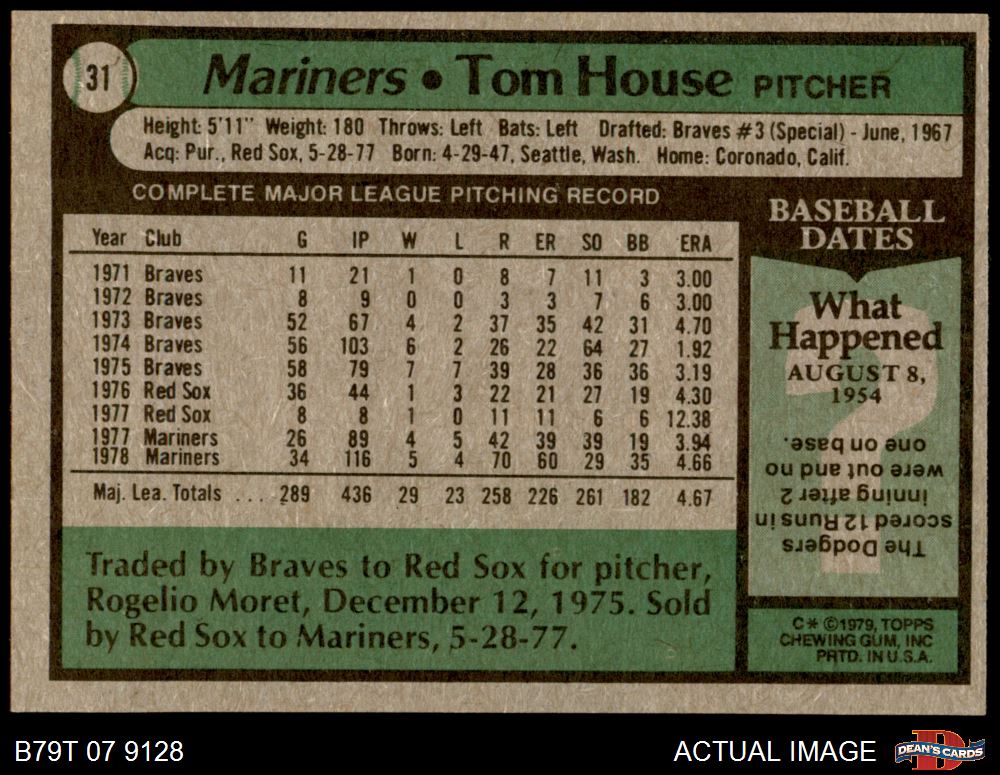 31
Mariners • Tom House PITCHER
Height: 5'11" Weight: 180 Throws: Left Bats: Left Drafted: Braves #3 (Special) - June, 1967
Acq: Pur., Red Sox, 5-28-77 Born: 4-29-47, Seattle, Wash. Home: Coronado, Calif.
COMPLETE MAJOR LEAGUE PITCHING RECORD
Year Club G IP W L R ER SO BB ERA
1971 Braves 11 21 1 0 8 7 11 3 3.00
1972 Braves 8 9 0 0 3 3 7 6 3.00
1973 Braves 52 67 4 2 37 35 42 31 4.70
1974 Braves 56 103 6 2 26 22 64 27 1.92
1975 Braves 58 79 7 7 39 28 36 36 3.19
1976 Red Sox 36 44 1 3 22 21 27 19 4.30
1977 Red Sox 8 8 1 0 11 11 6 6 12.38
1977 Mariners 26 89 4 5 42 39 39 19 3.94
1978 Mariners 34 116 5 4 70 60 29 35 4.66
Maj. Lea. Totals ... 289 436 29 23 258 226 261 182 4.67
Traded by Braves to Red Sox for pitcher,
Rogelio Moret, December 12, 1975. Sold
by Red Sox to Mariners, 5-28-77.
BASEBALL
DATES
What
Happened
AUGUST 8,
1954
The Dodgers
scored 12 Runs in
inning after 2
were out and no
one on base.
C* ©1979, TOPPS
CHEWING GUM, INC
PRTD. IN U.S.A.
B79T 07 9128
ACTUAL IMAGE
DEAN'S CARDS